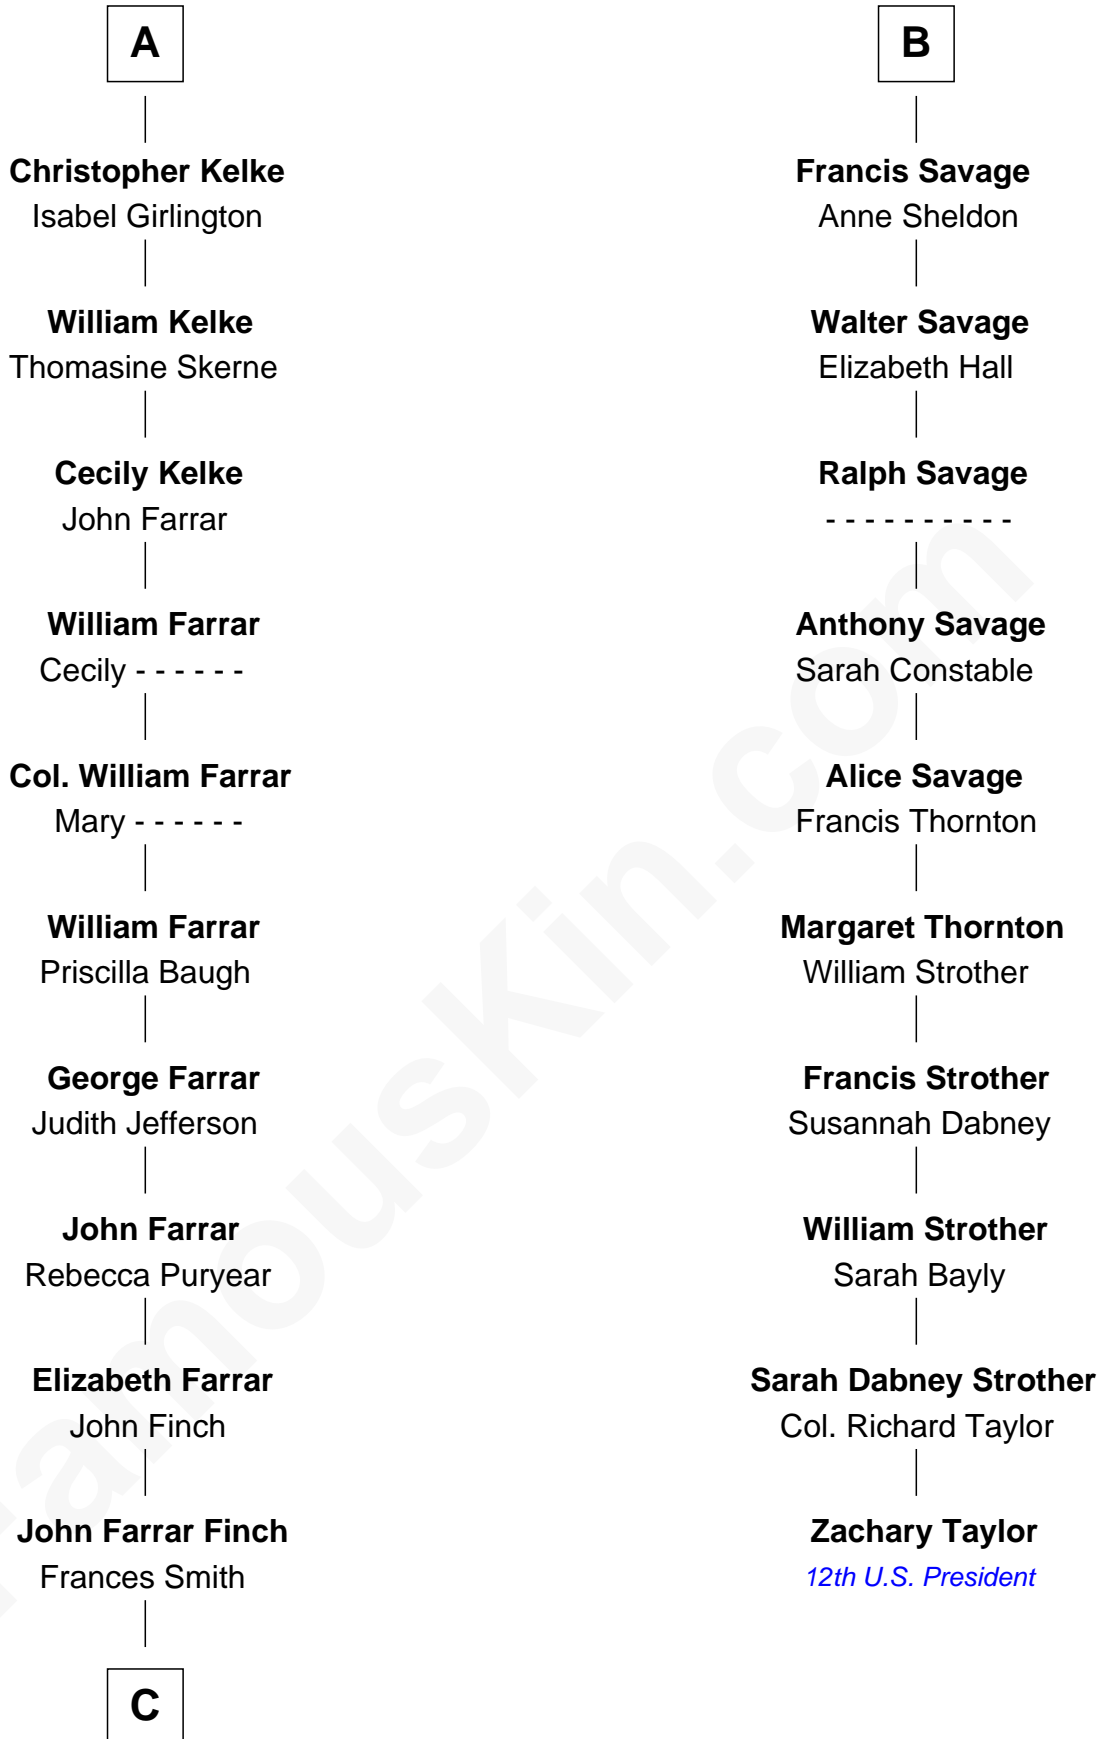 A
Christopher Kelke
Isabel Girlington
William Kelke
Thomasine Skerne
Cecily Kelke
John Farrar
William Farrar
Cecily - - - - - -
Col. William Farrar
Mary - - - - - -
William Farrar
Priscilla Baugh
George Farrar
Judith Jefferson
John Farrar
Rebecca Puryear
Elizabeth Farrar
John Finch
John Farrar Finch
Frances Smith
C
B
Francis Savage
Anne Sheldon
Walter Savage
Elizabeth Hall
Ralph Savage
- - - - - - - - - -
Anthony Savage
Sarah Constable
Alice Savage
Francis Thornton
Margaret Thornton
William Strother
Francis Strother
Susannah Dabney
William Strother
Sarah Bayly
Sarah Dabney Strother
Col. Richard Taylor
Zachary Taylor
12th U.S. President
FamousKin.com